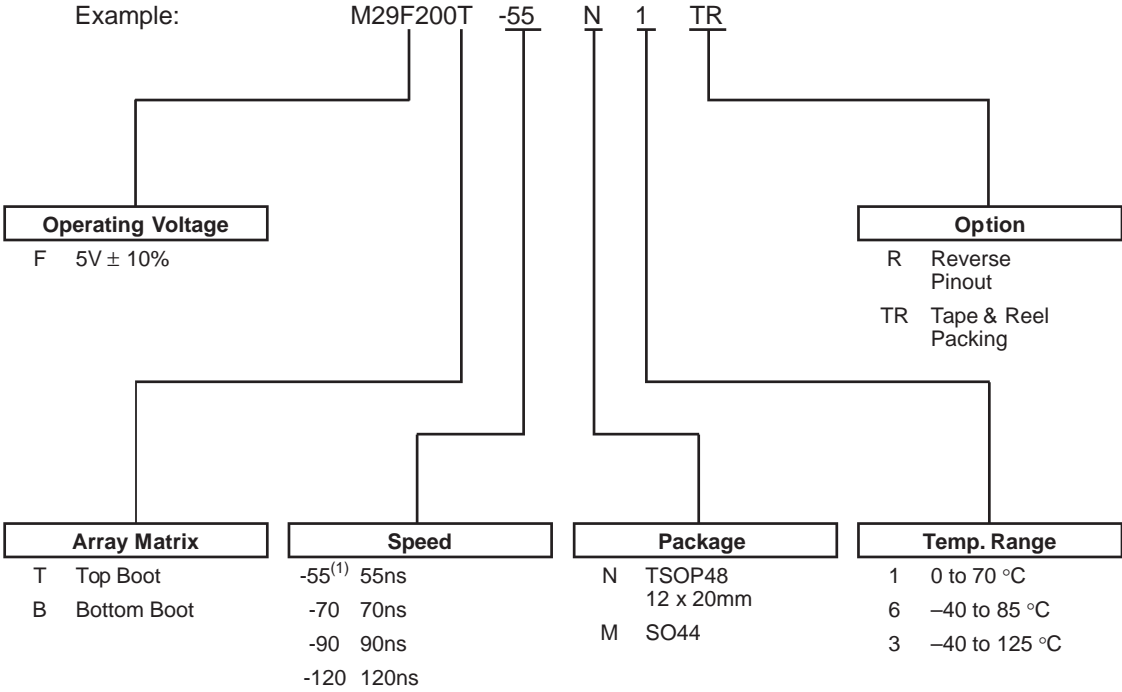 Example: M29F200T -55 N 1 TR
Operating Voltage
F 5V ± 10%
Option
R Reverse
Pinout
TR Tape & Reel
Packing
Array Matrix
T Top Boot
B Bottom Boot
Speed
-55(1) 55ns
-70 70ns
-90 90ns
-120 120ns
Package
N TSOP48
12 x 20mm
M SO44
Temp. Range
1 0 to 70 °C
6 –40 to 85 °C
3 –40 to 125 °C